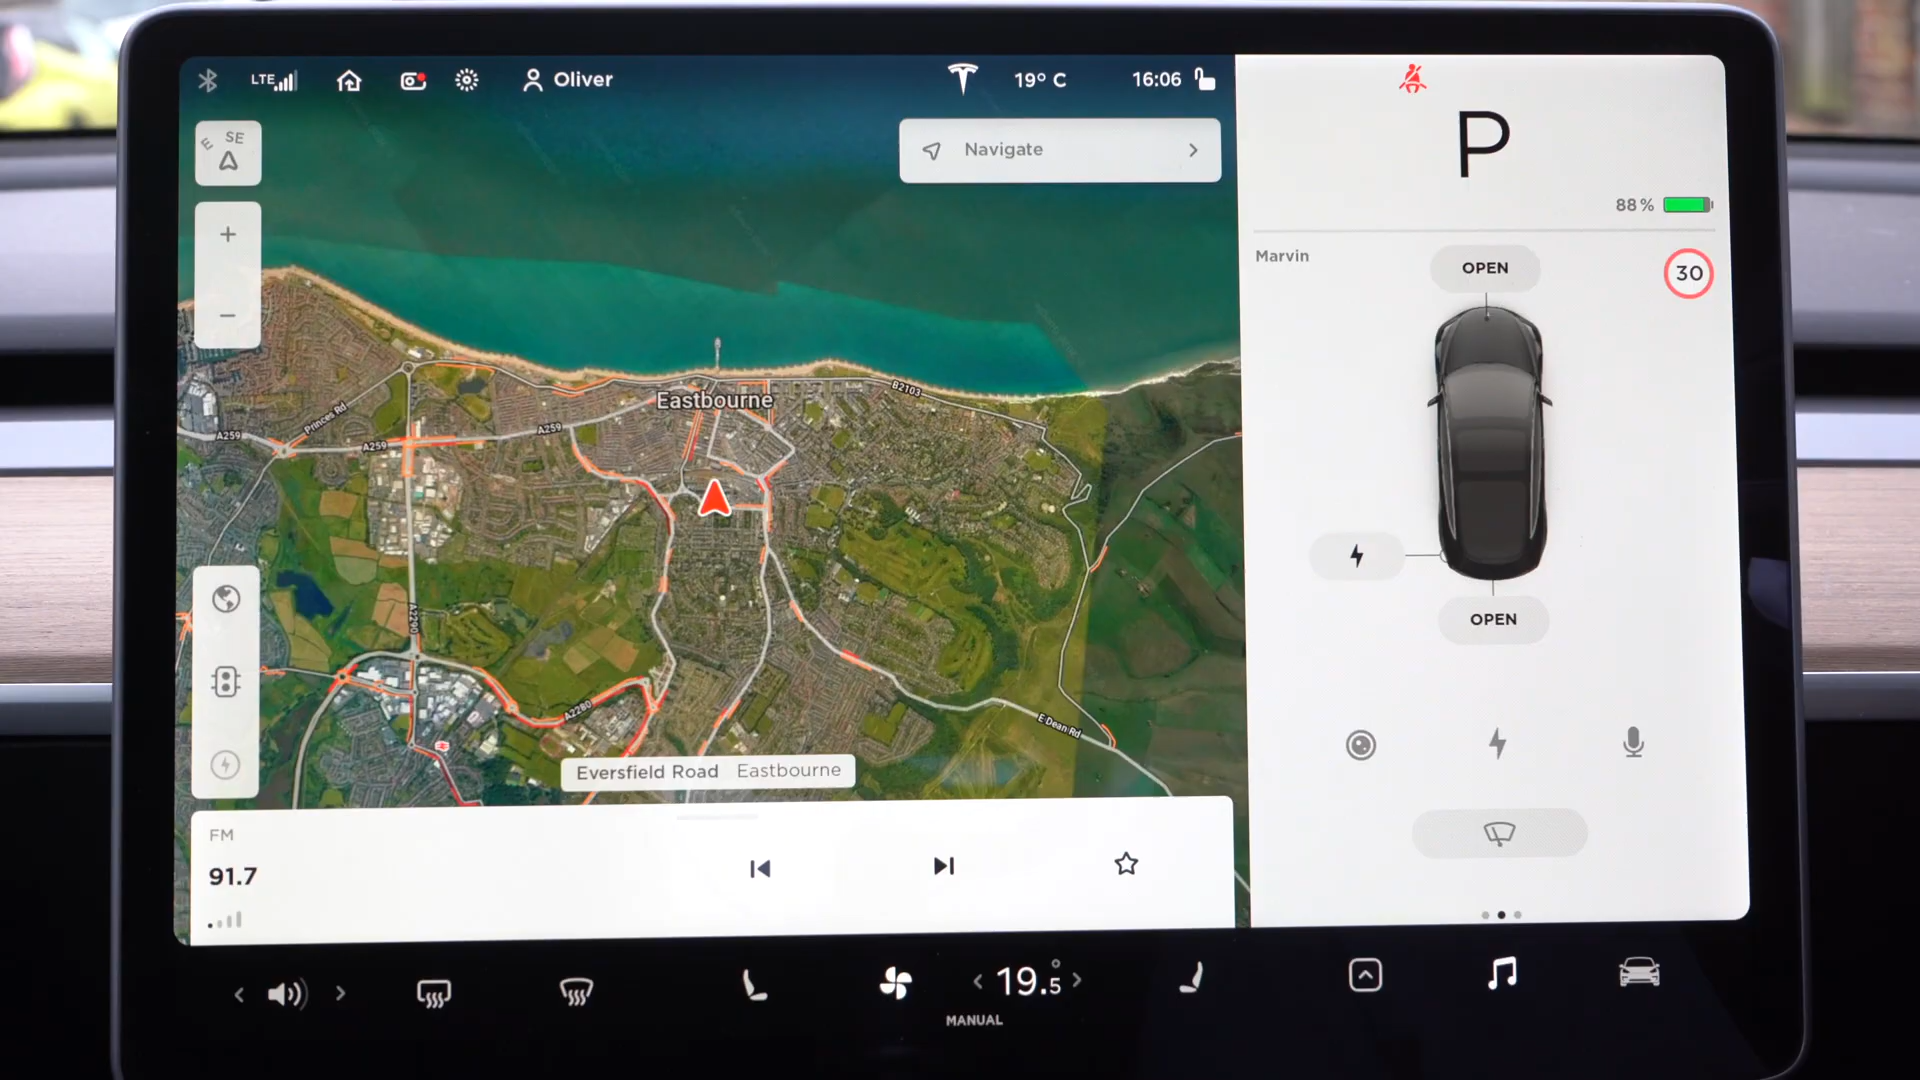 LTE
Oliver
19° C
16:06
E
SE
Navigate
P
88 %
Marvin
30
OPEN
OPEN
Eastbourne
B2103
Princes Rd
A259
A259
A259
A2290
A2280
E Dean Rd
Eversfield Road Eastbourne
FM
91.7
19.5°
MANUAL